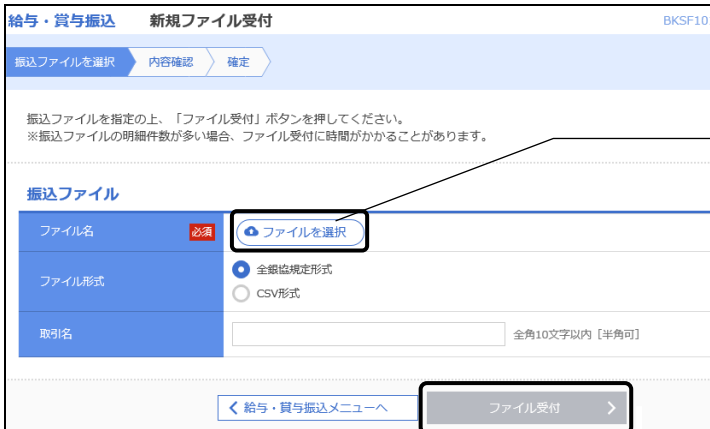 給与・賞与振込 新規ファイル受付 BKSF10
振込ファイルを選択 内容確認 確定
振込ファイルを指定の上、「ファイル受付」ボタンを押してください。
※振込ファイルの明細件数が多い場合、ファイル受付に時間がかかることがあります。
振込ファイル
ファイル名 必須 ファイルを選択
ファイル形式 全銀協規定形式
CSV形式
取引名 全角10文字以内［半角可］
給与・賞与振込メニューへ ファイル受付